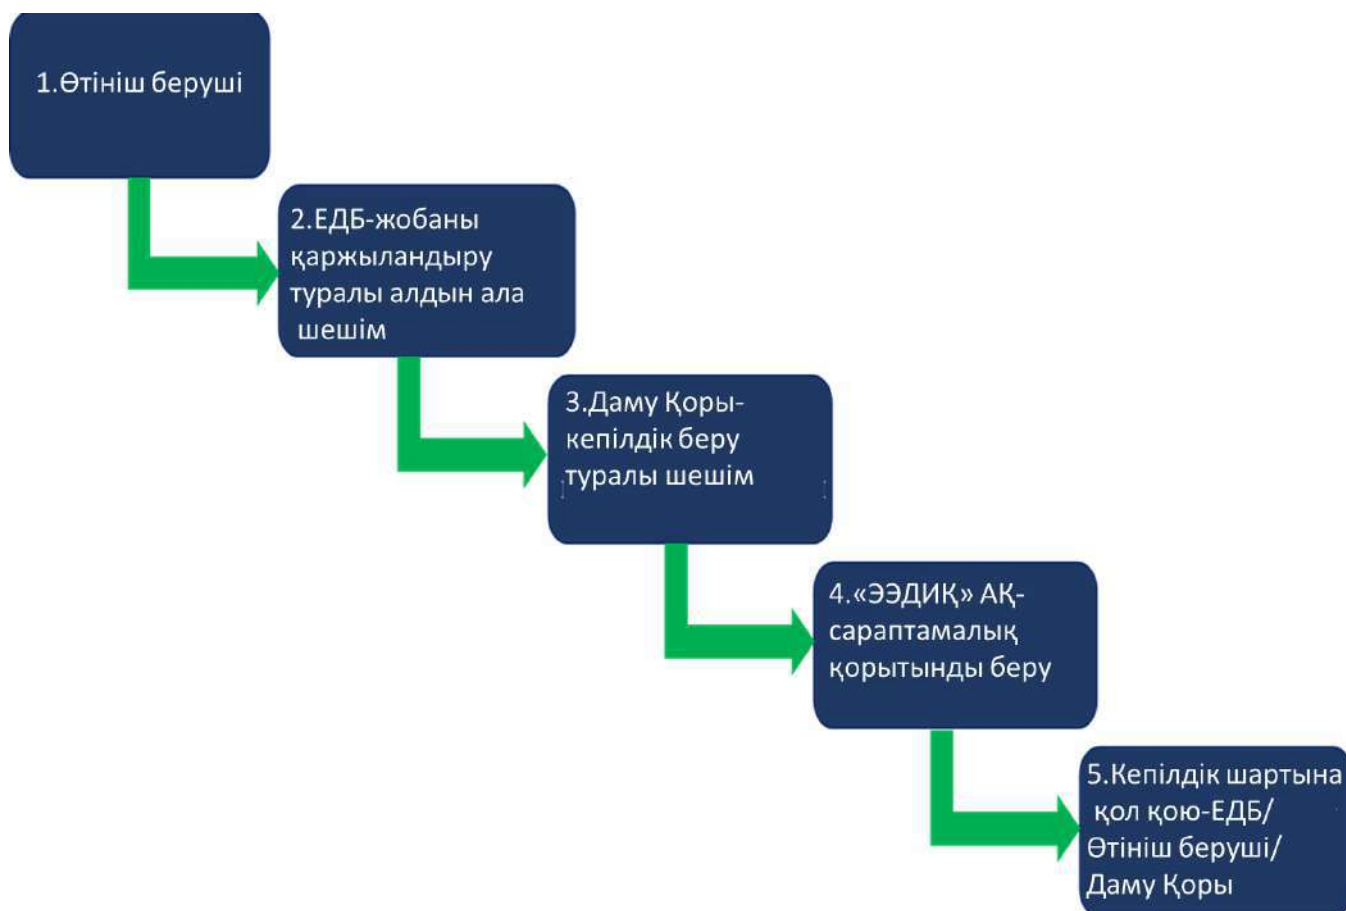 1.Өтініш беруші
2.ЕДБ-жобаны
қаржыландыру
туралы алдын ала
шешім
3.Даму Қоры-
кепілдік беру
туралы шешім
4.«ЭЭДИҚ» АҚ-
сараптамалық
қорытынды беру
5.Кепілдік шартына
қол қою-ЕДБ/
Өтініш беруші/
Даму Қоры